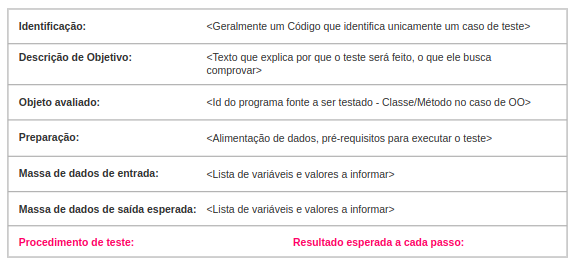 Identificação: <Geralmente um Código que identifica unicamente um caso de teste>
Descrição de Objetivo: <Texto que explica por que o teste será feito, o que ele busca
comprovar>
Objeto avaliado: <Id do programa fonte a ser testado - Classe/Método no caso de OO>
Preparação: <Alimentação de dados, pré-requisitos para executar o teste>
Massa de dados de entrada: <Lista de variáveis e valores a informar>
Massa de dados de saída esperada: <Lista de variáveis e valores a informar>
Procedimento de teste: Resultado esperada a cada passo: